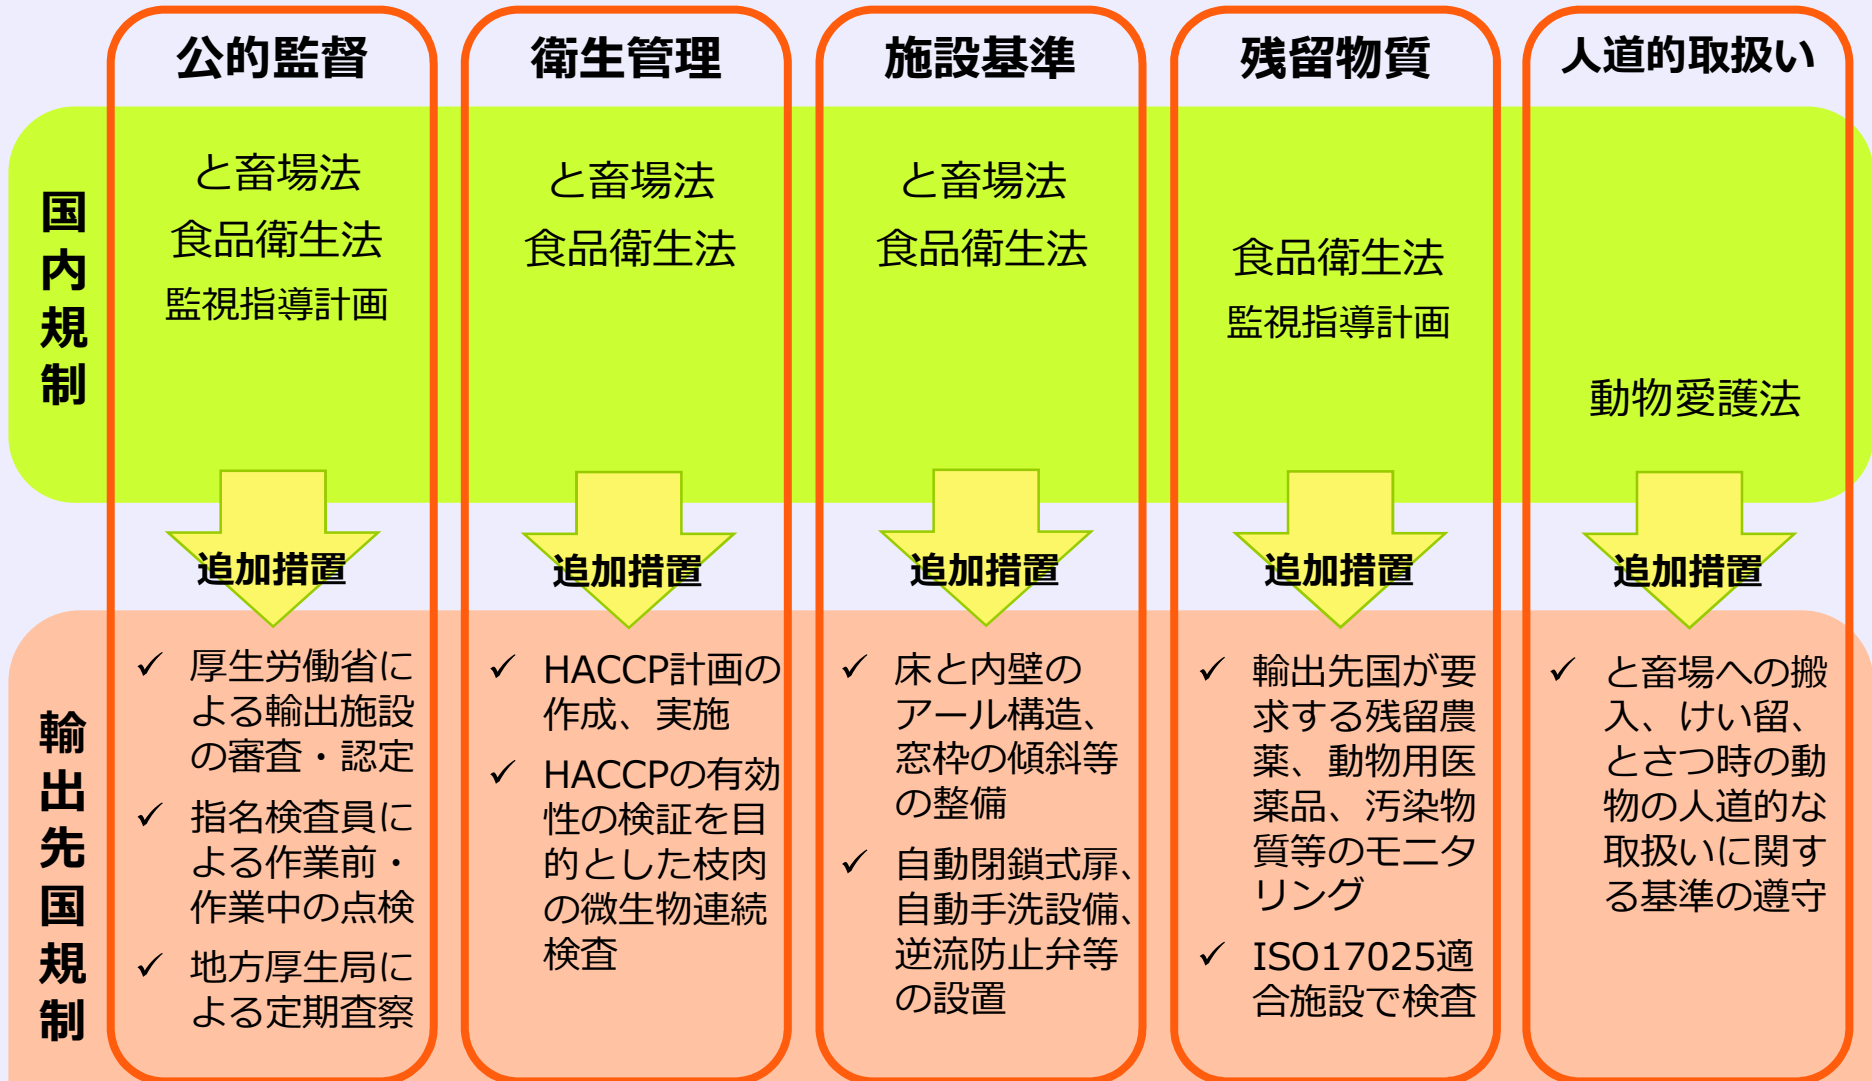 公的監督
衛生管理
施設基準
残留物質
人道的取扱い
国内規制
と畜場法
食品衛生法
監視指導計画
と畜場法
食品衛生法
と畜場法
食品衛生法
食品衛生法
監視指導計画
動物愛護法
追加措置
追加措置
追加措置
追加措置
追加措置
輸出先国規制
✓ 厚生労働省に
よる輸出施設
の審査・認定
✓ 指名検査員に
よる作業前・
作業中の点検
✓ 地方厚生局に
よる定期査察
✓ HACCP計画の
作成、実施
✓ HACCPの有効
性の検証を目
的とした枝肉
の微生物連続
検査
✓ 床と内壁の
アール構造、
窓枠の傾斜等
の整備
✓ 自動閉鎖式扉、
自動手洗設備、
逆流防止弁等
の設置
✓ 輸出先国が要
求する残留農
薬、動物用医
薬品、汚染物
質等のモニタ
リング
✓ ISO17025適
合施設で検査
✓ と畜場への搬
入、けい留、
とさつ時の動
物の人道的な
取扱いに関す
る基準の遵守